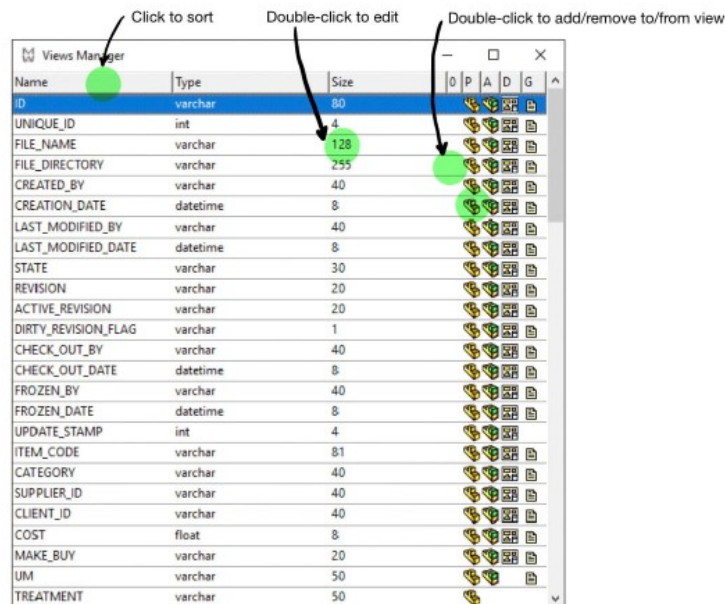 Click to sort Double-click to edit Double-click to add/remove to/from view
Views Manager
Name Type Size 0 P A D G
ID varchar 80
UNIQUE_ID int 4
FILE_NAME varchar 128
FILE_DIRECTORY varchar 255
CREATED_BY varchar 40
CREATION_DATE datetime 8
LAST_MODIFIED_BY varchar 40
LAST_MODIFIED_DATE datetime 8
STATE varchar 30
REVISION varchar 20
ACTIVE_REVISION varchar 20
DIRTY_REVISION_FLAG varchar 1
CHECK_OUT_BY varchar 40
CHECK_OUT_DATE datetime 8
FROZEN_BY varchar 40
FROZEN_DATE datetime 8
UPDATE_STAMP int 4
ITEM_CODE varchar 81
CATEGORY varchar 40
SUPPLIER_ID varchar 40
CLIENT_ID varchar 40
COST float 8
MAKE_BUY varchar 20
UM varchar 50
TREATMENT varchar 50